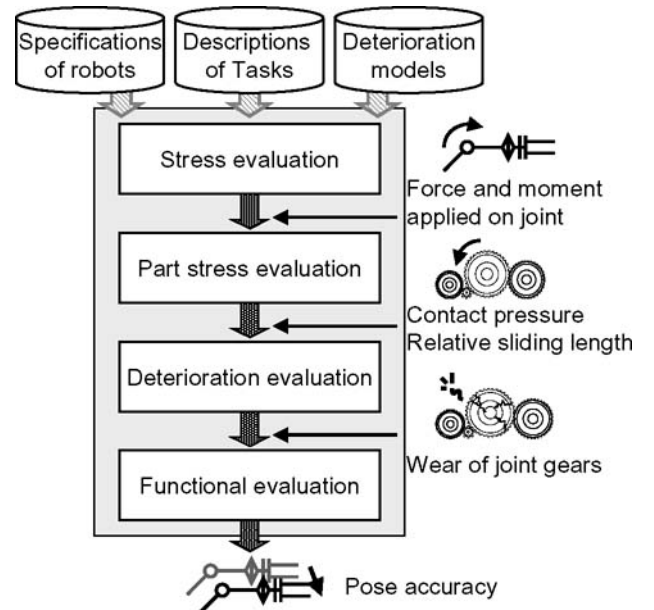 Specifications
of robots
Descriptions
of Tasks
Deterioration
models
Stress evaluation
Force and moment
applied on joint
Part stress evaluation
Contact pressure
Relative sliding length
Deterioration evaluation
Wear of joint gears
Functional evaluation
Pose accuracy